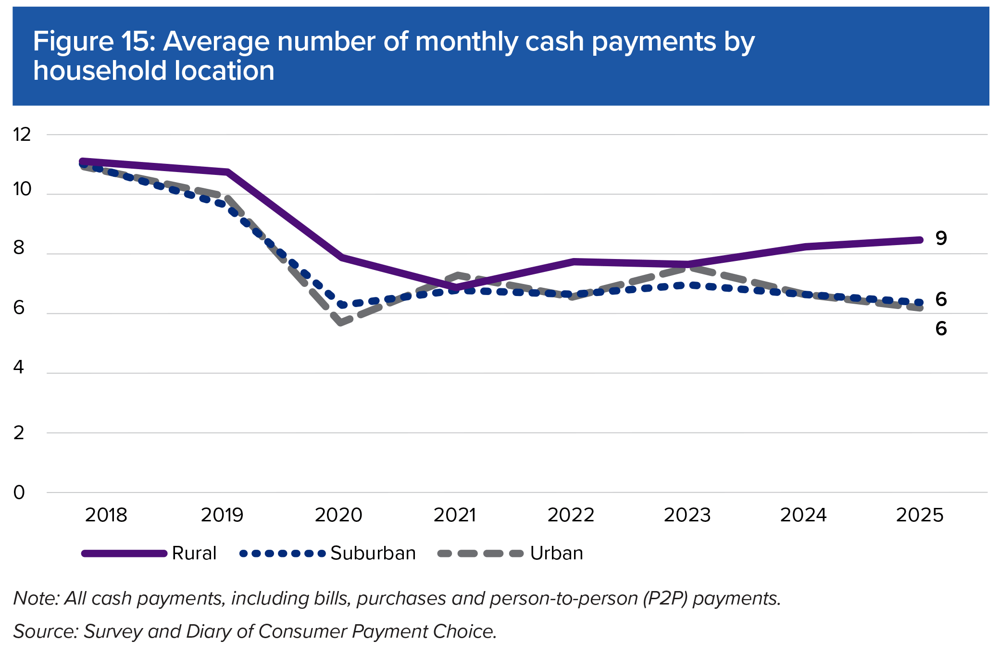 Figure 15: Average number of monthly cash payments by
household location
12
10
8
6
4
2
0
9
6
6
2018 2019 2020 2021 2022 2023 2024 2025
Rural Suburban Urban
Note: All cash payments, including bills, purchases and person-to-person (P2P) payments.
Source: Survey and Diary of Consumer Payment Choice.